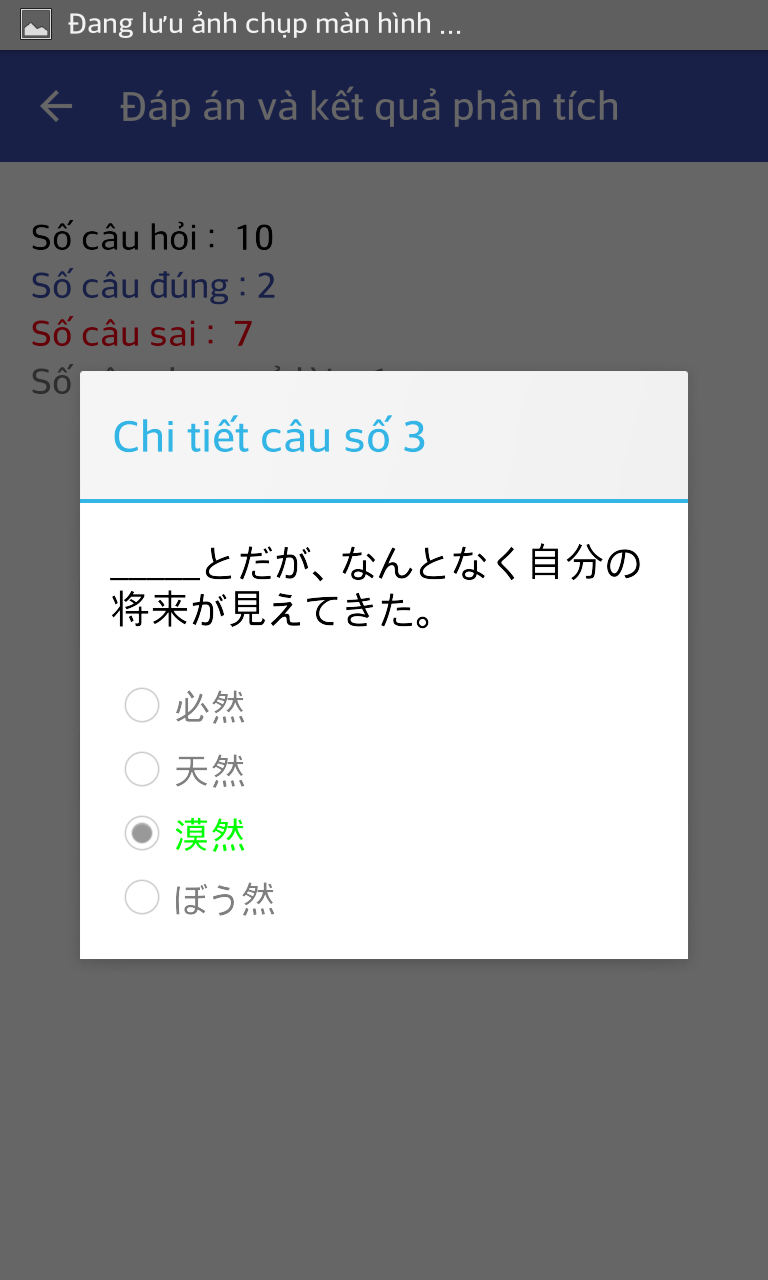 Đang lưu ảnh chụp màn hình ...
Đáp án và kết quả phân tích
Số câu hỏi : 10
Số câu đúng : 2
Số câu sai : 7
Số
Chi tiết câu số 3
_____とだが、なんとなく自分の
将来が見えてきた。
必然
天然
漠然
ぼう然